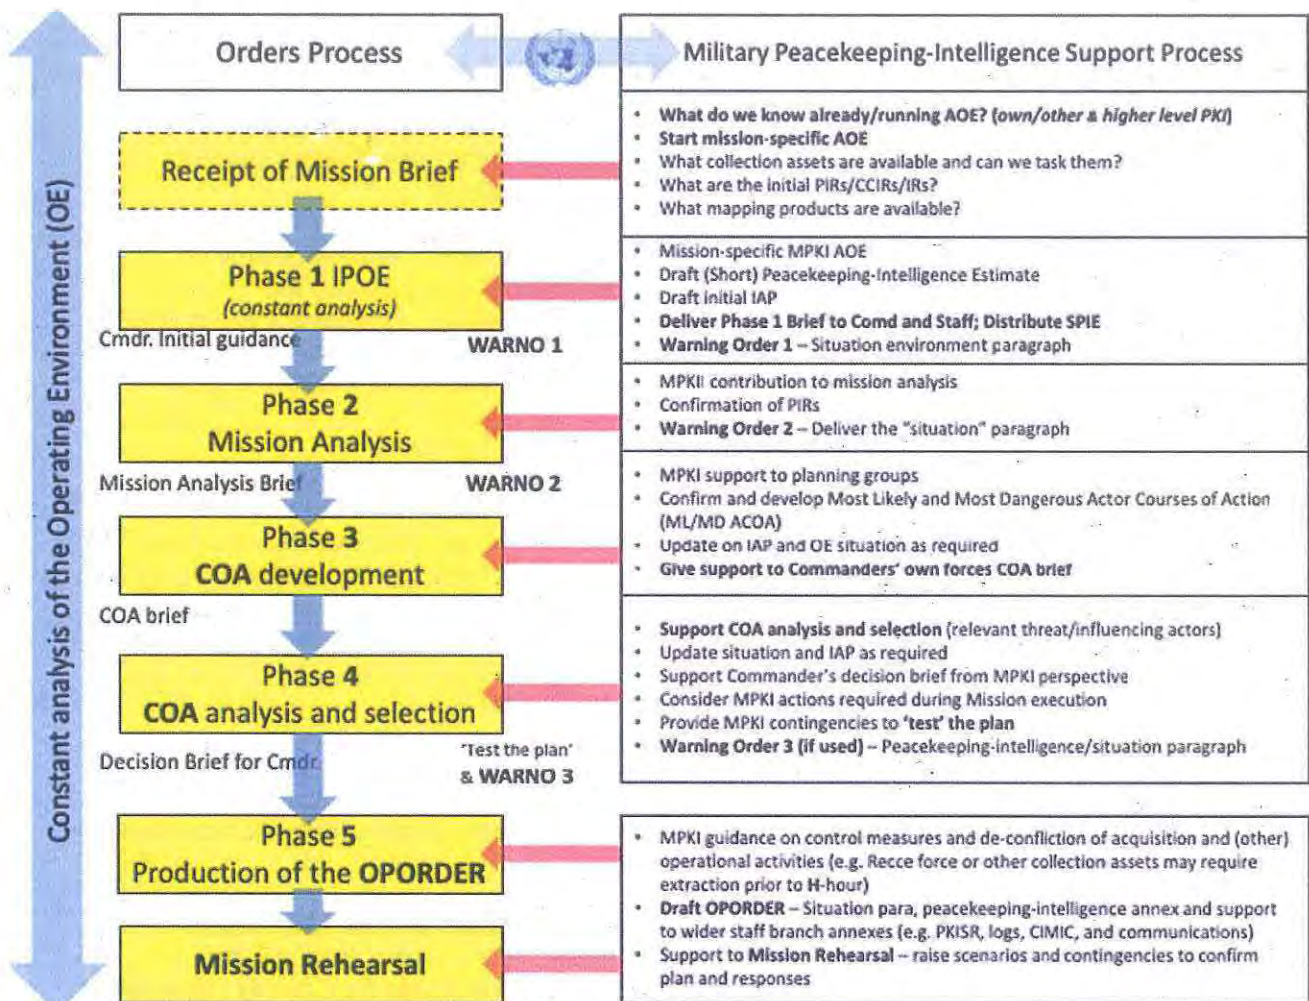 Constant analysis of the Operating Environment (OE)
Orders Process
Military Peacekeeping-Intelligence Support Process
Receipt of Mission Brief
• What do we know already/running AOE? (own/other & higher level PKI)
• Start mission-specific AOE
• What collection assets are available and can we task them?
• What are the initial PIRs/CCIRs/IRs?
• What mapping products are available?
Phase 1 IPOE
(constant analysis)
Cmdr. Initial guidance
WARNO 1
• Mission-specific MPKI AOE
• Draft (Short) Peacekeeping-Intelligence Estimate
• Draft initial IAP
• Deliver Phase 1 Brief to Comd and Staff; Distribute SPIE
• Warning Order 1 – Situation environment paragraph
Phase 2
Mission Analysis
Mission Analysis Brief
WARNO 2
• MPKII contribution to mission analysis
• Confirmation of PIRs
• Warning Order 2 – Deliver the "situation" paragraph
Phase 3
COA development
COA brief
• MPKI support to planning groups
• Confirm and develop Most Likely and Most Dangerous Actor Courses of Action
(ML/MD ACOA)
• Update on IAP and OE situation as required
• Give support to Commanders' own forces COA brief
Phase 4
COA analysis and selection
Decision Brief for Cmdr.
'Test the plan'
& WARNO 3
• Support COA analysis and selection (relevant threat/influencing actors)
• Update situation and IAP as required
• Support Commander's decision brief from MPKI perspective
• Consider MPKI actions required during Mission execution
• Provide MPKI contingencies to 'test' the plan
• Warning Order 3 (if used) – Peacekeeping-intelligence/situation paragraph
Phase 5
Production of the OPORDER
Mission Rehearsal
• MPKI guidance on control measures and de-confliction of acquisition and (other)
operational activities (e.g. Recce force or other collection assets may require
extraction prior to H-hour)
• Draft OPORDER – Situation para, peacekeeping-intelligence annex and support
to wider staff branch annexes (e.g. PKISR, logs, CIMIC, and communications)
• Support to Mission Rehearsal – raise scenarios and contingencies to confirm
plan and responses